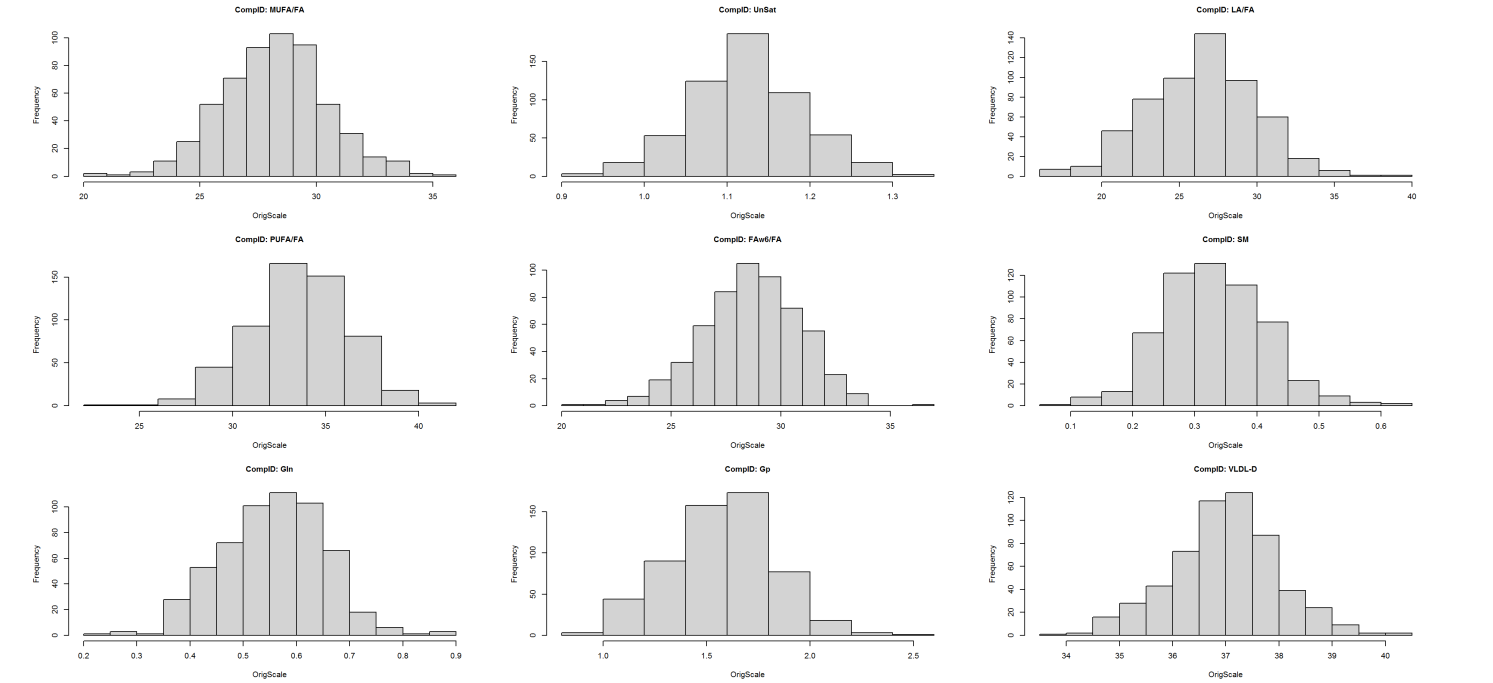 CompID: MUFA/FA
Frequency
0 20 40 60 80 100
20 25 30 35
OrigScale
CompID: UnSat
Frequency
0 50 100 150
0.9 1.0 1.1 1.2 1.3
OrigScale
CompID: LA/FA
Frequency
0 20 40 60 80 100 120 140
20 25 30 35 40
OrigScale
CompID: PUFA/FA
Frequency
0 50 100 150
25 30 35 40
OrigScale
CompID: FAw6/FA
Frequency
0 20 40 60 80 100
20 25 30 35
OrigScale
CompID: SM
Frequency
0 20 40 60 80 100 120
0.1 0.2 0.3 0.4 0.5 0.6
OrigScale
CompID: Gln
Frequency
0 20 40 60 80 100
0.2 0.3 0.4 0.5 0.6 0.7 0.8 0.9
OrigScale
CompID: Gp
Frequency
0 50 100 150
1.0 1.5 2.0 2.5
OrigScale
CompID: VLDL-D
Frequency
0 20 40 60 80 100 120
34 35 36 37 38 39 40
OrigScale